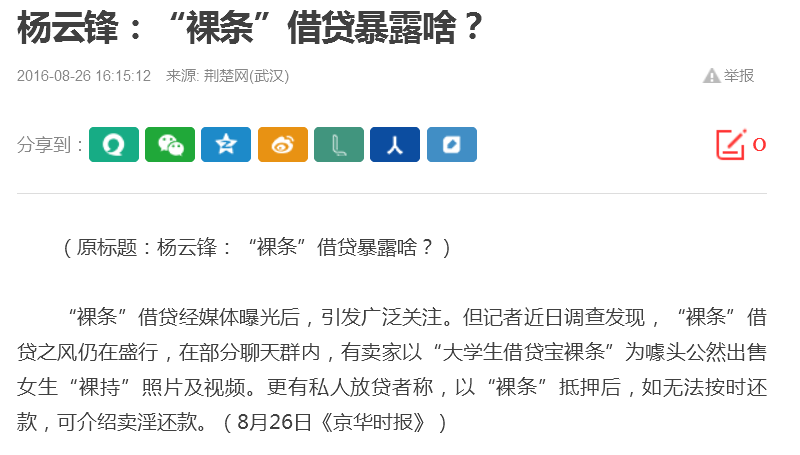 杨云锋：“裸条”借贷暴露啥？
2016-08-26 16:15:12 来源: 荆楚网(武汉) 举报
分享到： 人 0
（原标题：杨云锋：“裸条”借贷暴露啥？）
“裸条”借贷经媒体曝光后，引发广泛关注。但记者近日调查发现，“裸条”借
贷之风仍在盛行，在部分聊天群内，有卖家以“大学生借贷宝裸条”为噱头公然出售
女生“裸持”照片及视频。更有私人放贷者称，以“裸条”抵押后，如无法按时还
款，可介绍卖淫还款。（8月26日《京华时报》）